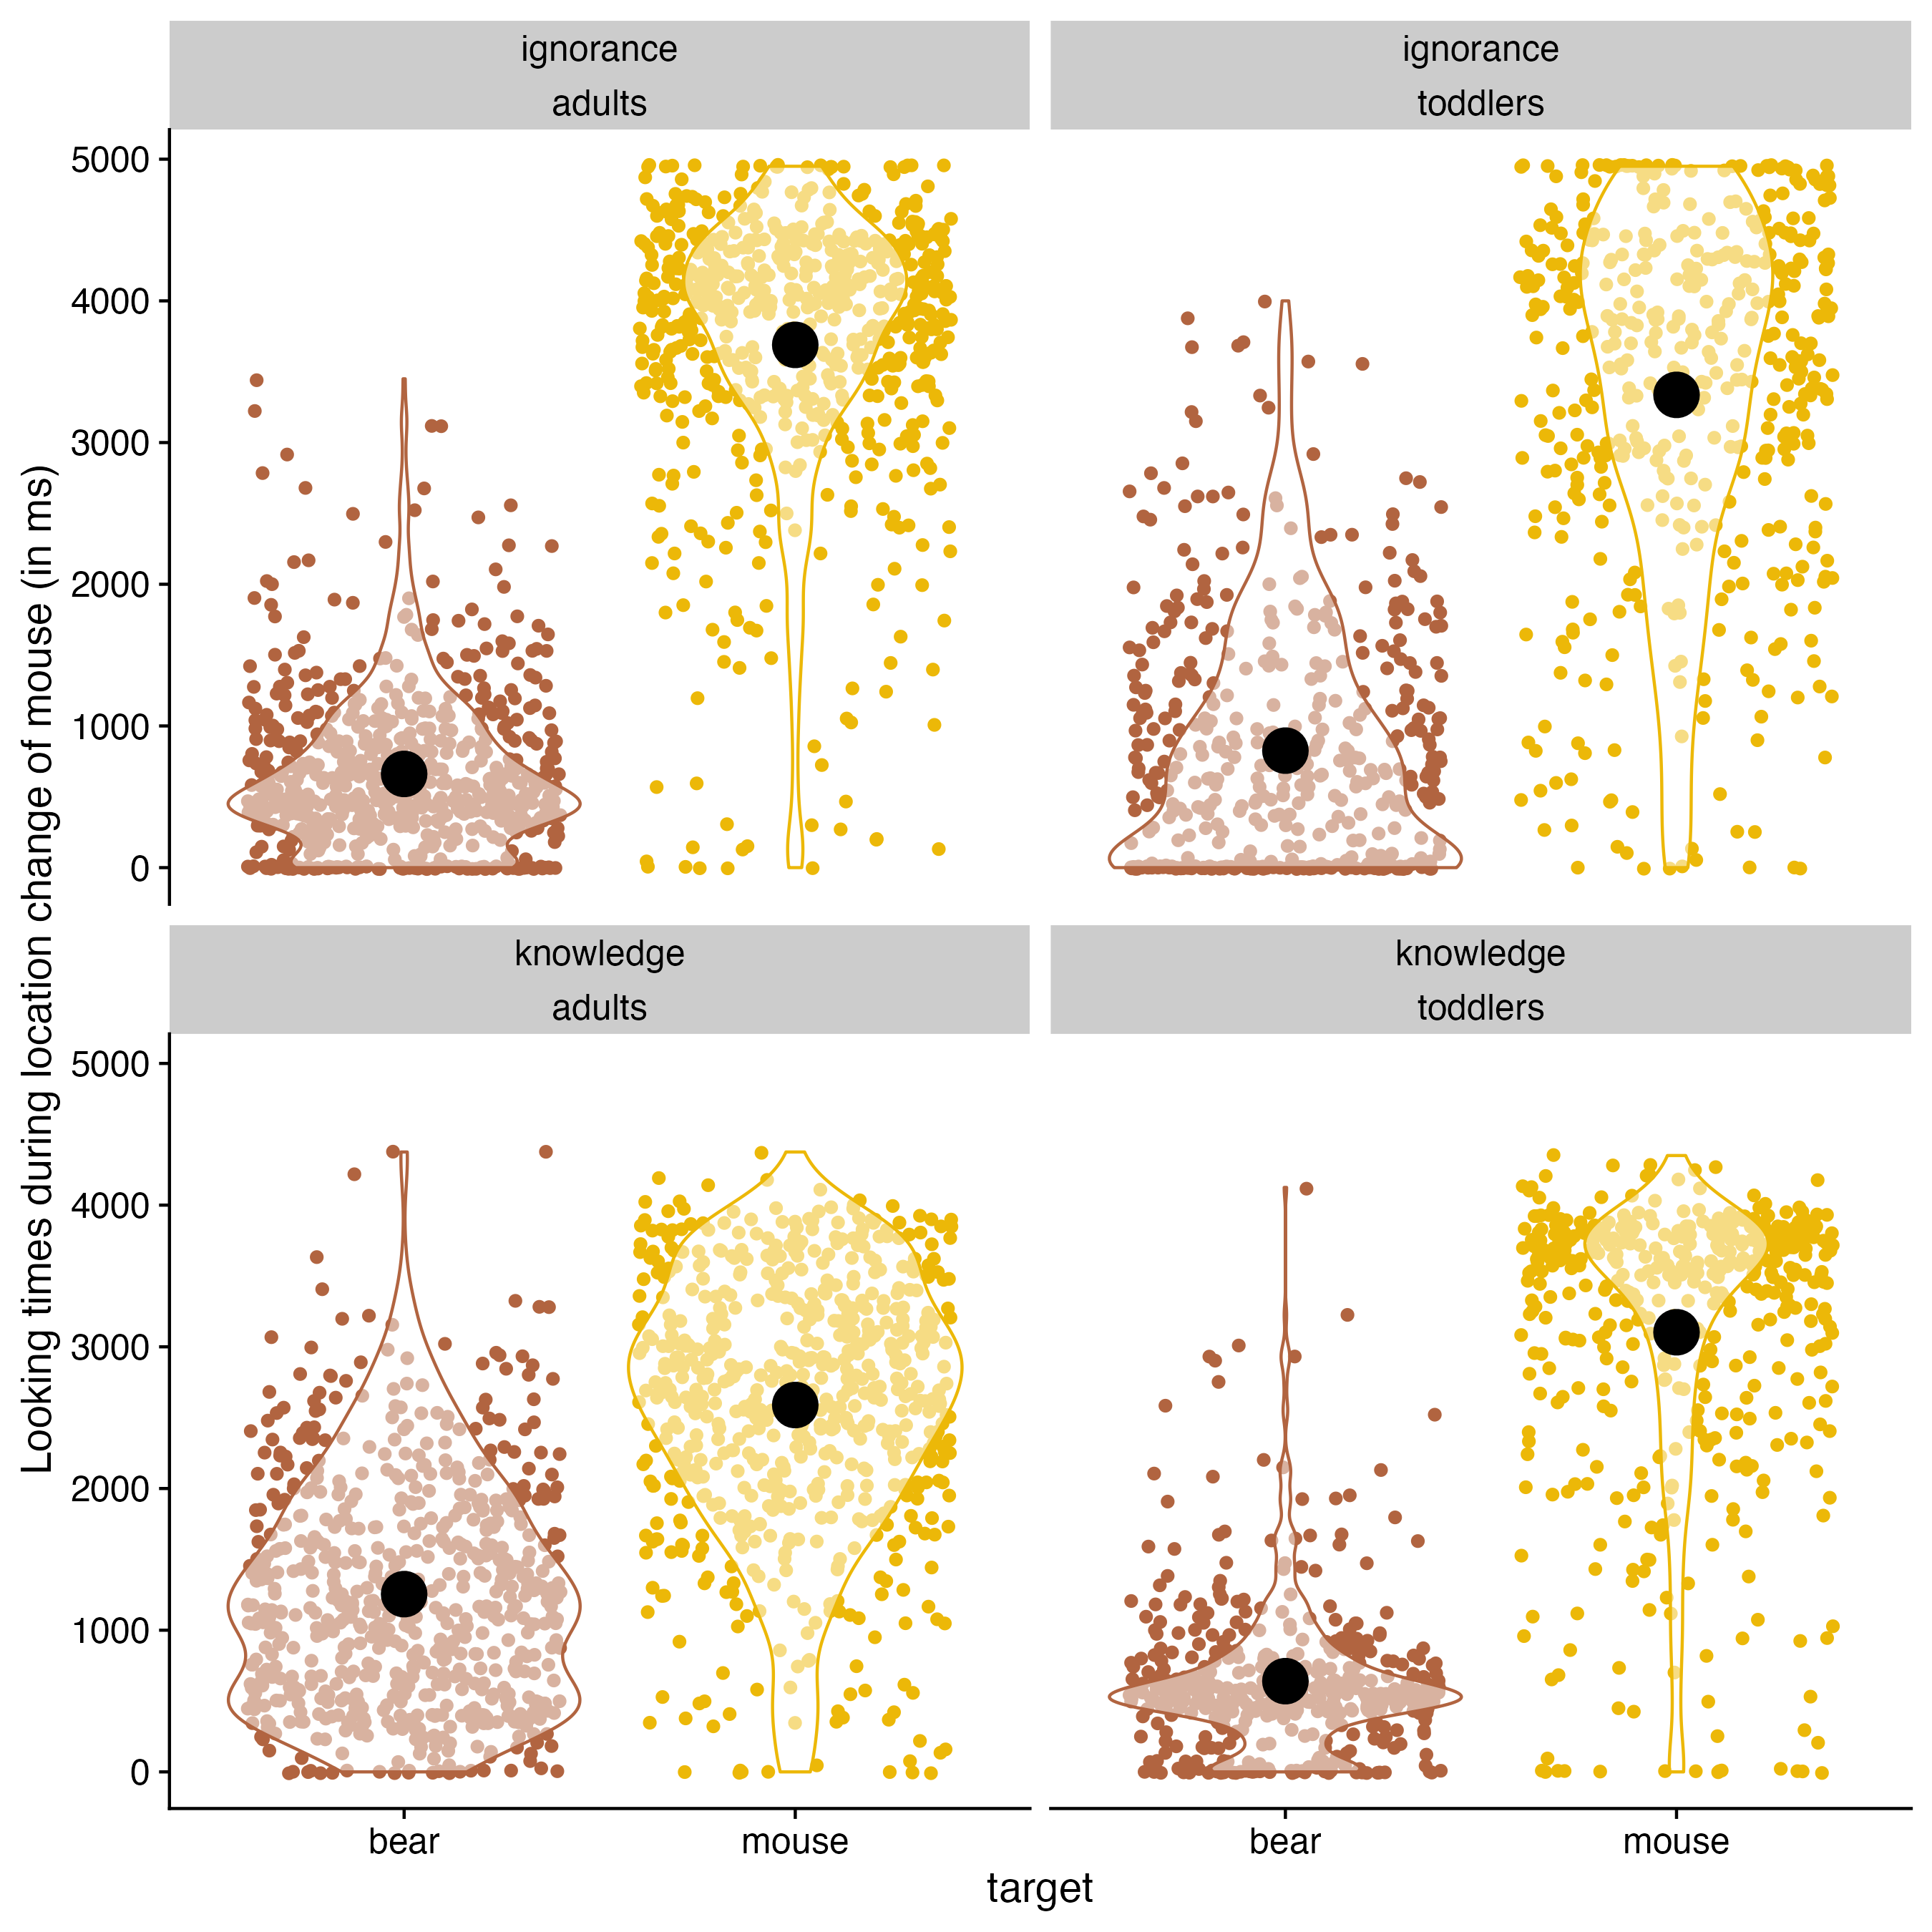 ignorance
adults
ignorance
toddlers
5000
4000
3000
2000
1000
0
knowledge
adults
knowledge
toddlers
5000
4000
3000
2000
1000
0
bear
mouse
bear
mouse
target
Looking times during location change of mouse (in ms)